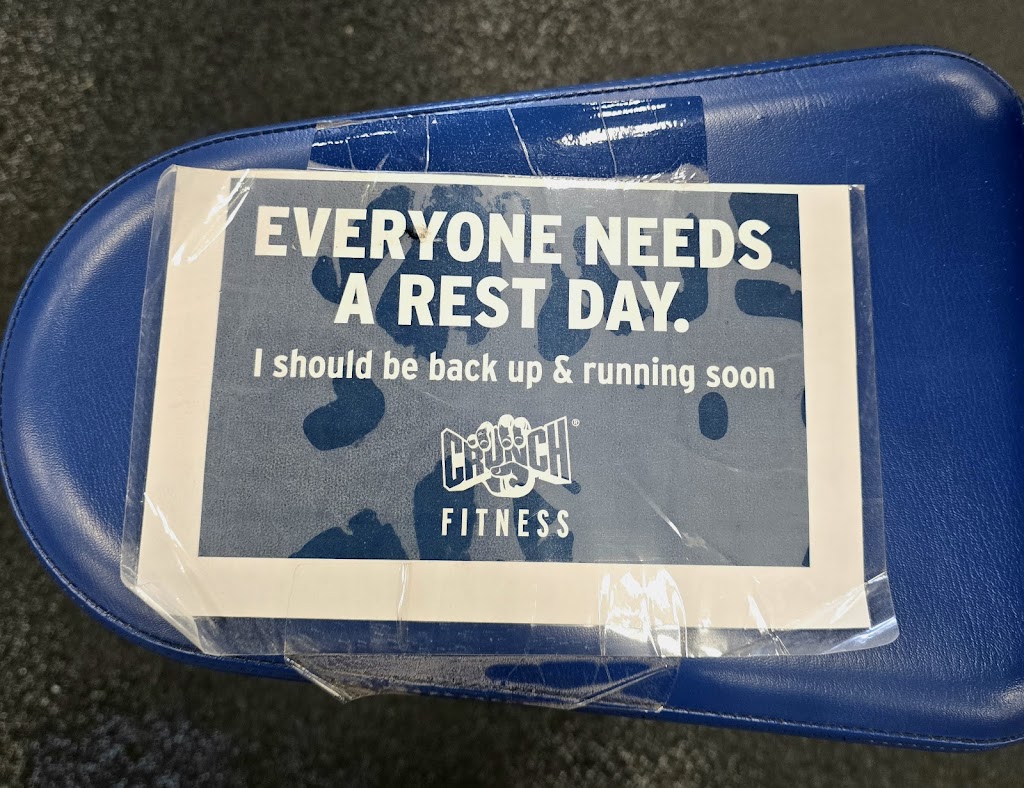 EVERYONE NEEDS
A REST DAY.
I should be back up & running soon
CRUNCH®
FITNESS